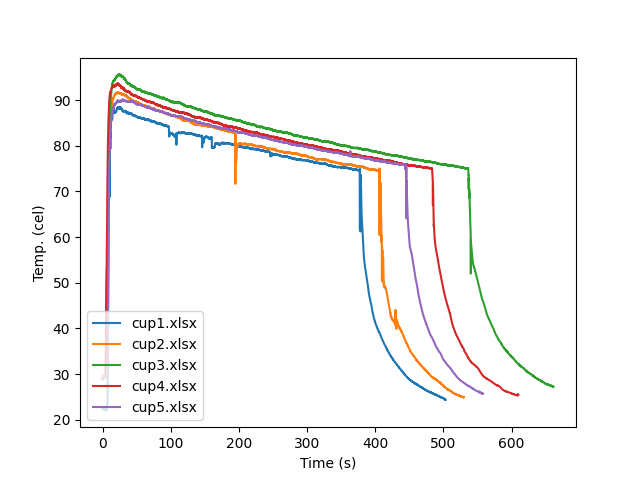 90
80
70
60
50
40
30
20
Temp. (cel)
cup1.xlsx
cup2.xlsx
cup3.xlsx
cup4.xlsx
cup5.xlsx
0 100 200 300 400 500 600
Time (s)